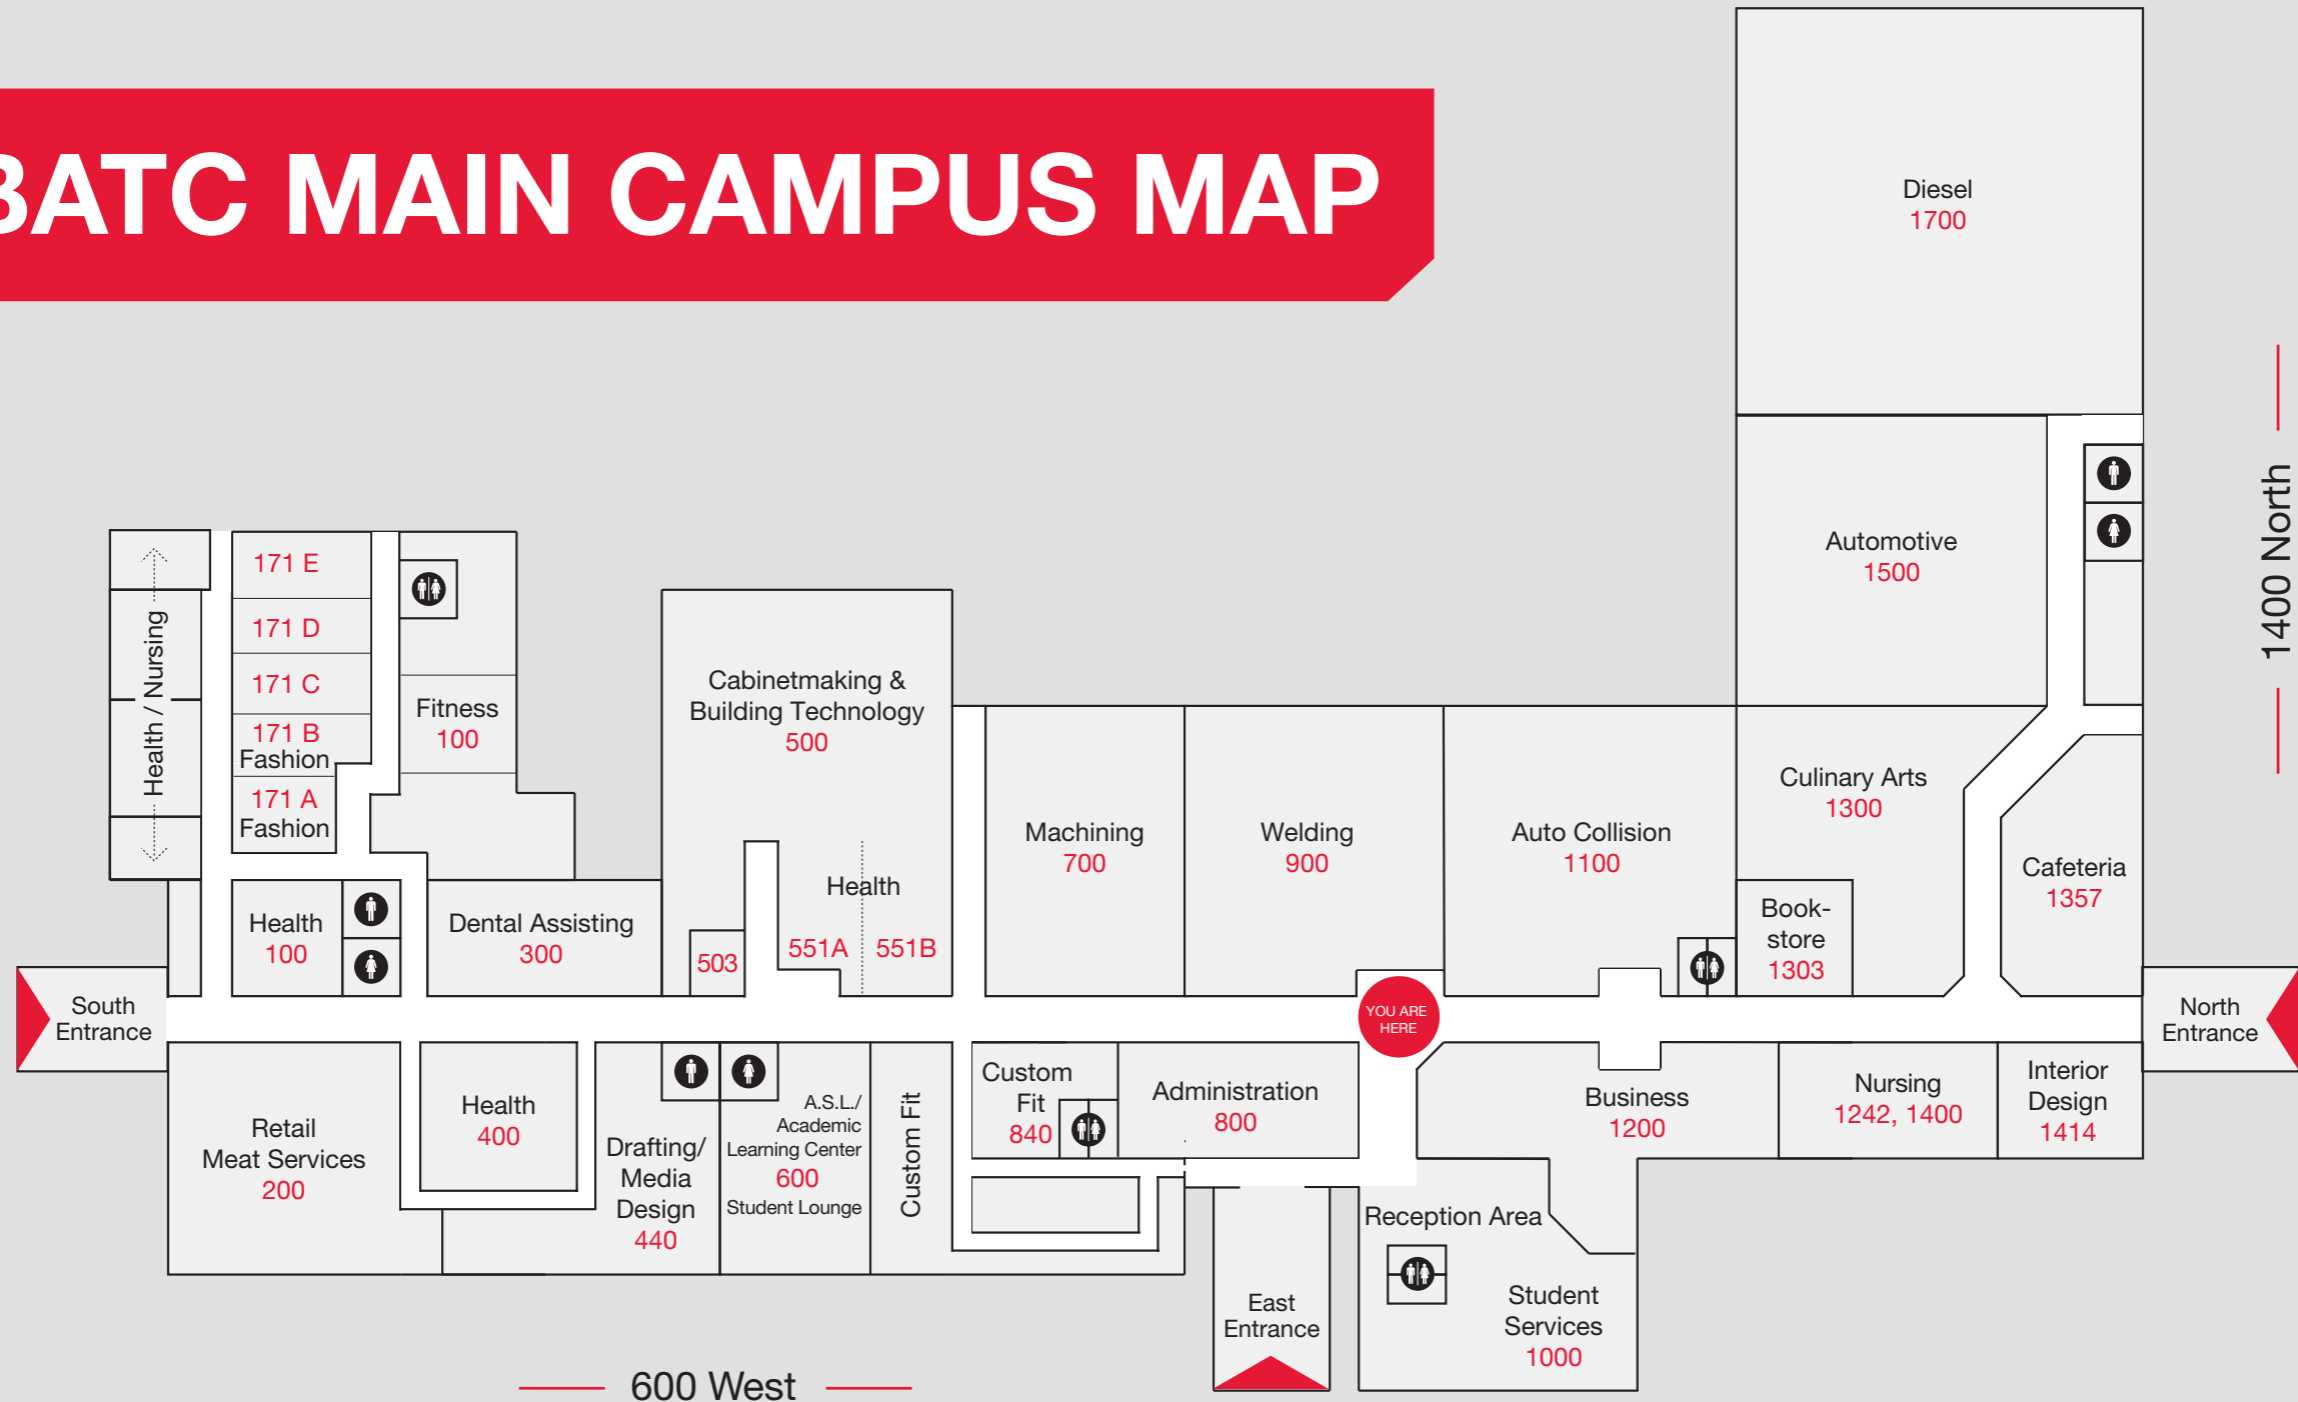 BATC MAIN CAMPUS MAP
Diesel
1700
1400 North
Automotive
1500
Health / Nursing
171 E
171 D
171 C
171 B
Fashion
171 A
Fashion
Fitness
100
Cabinetmaking &
Building Technology
500
Health
551A
551B
503
Machining
700
Welding
900
Auto Collision
1100
Culinary Arts
1300
Book-
store
1303
Cafeteria
1357
Health
100
Dental Assisting
300
South
Entrance
YOU ARE
HERE
North
Entrance
Retail
Meat Services
200
Health
400
Drafting/
Media
Design
440
A.S.L./
Academic
Learning Center
600
Student Lounge
Custom Fit
Custom
Fit
840
Administration
800
Business
1200
Nursing
1242, 1400
Interior
Design
1414
Reception Area
East
Entrance
Student
Services
1000
600 West